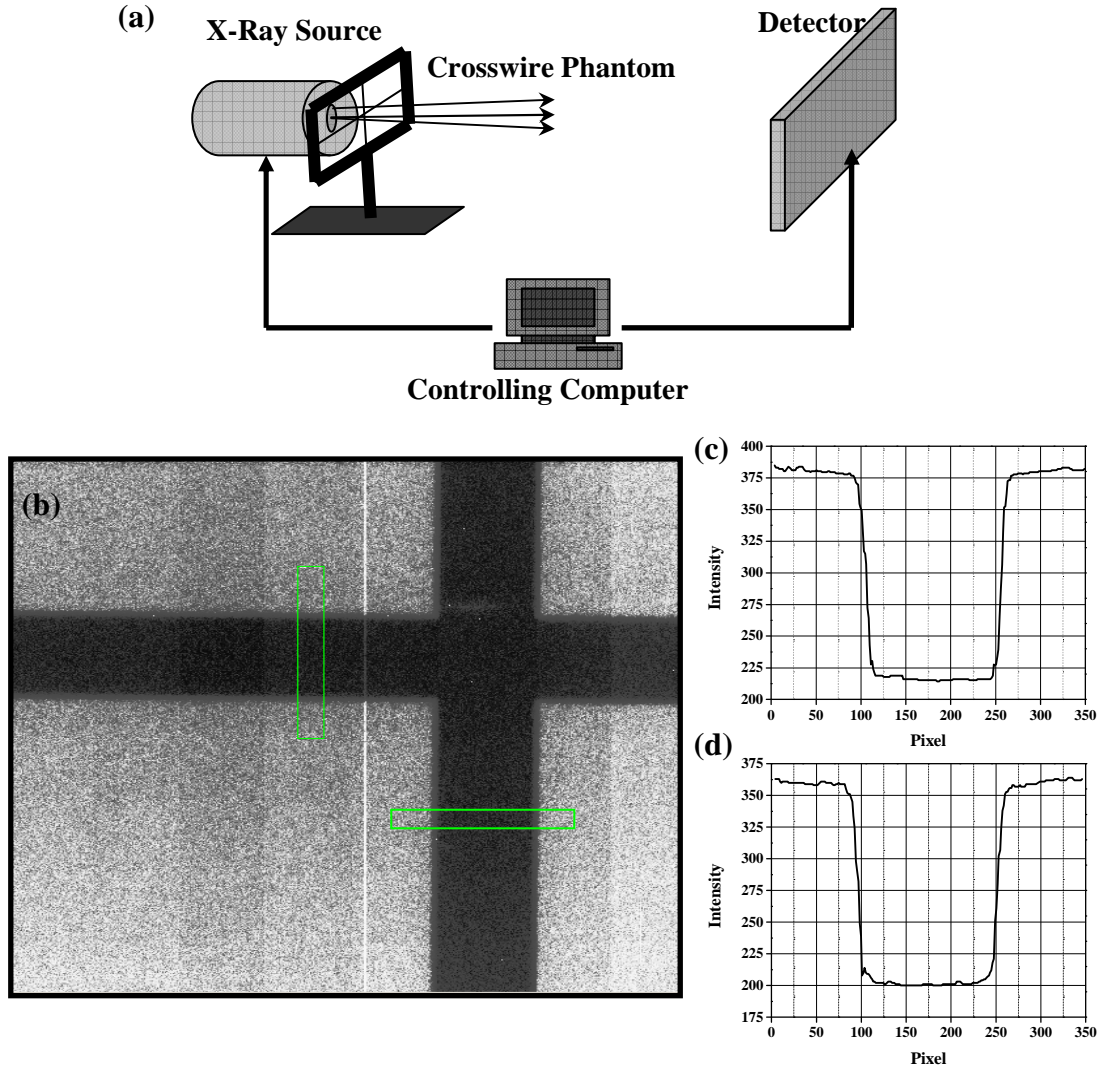 (a)
X-Ray Source
Detector
Crosswire Phantom
Controlling Computer
(b)
(c)
400
375
350
325
300
275
250
225
200
Intensity
0 50 100 150 200 250 300 350
Pixel
(d)
375
350
325
300
275
250
225
200
175
Intensity
0 50 100 150 200 250 300 350
Pixel